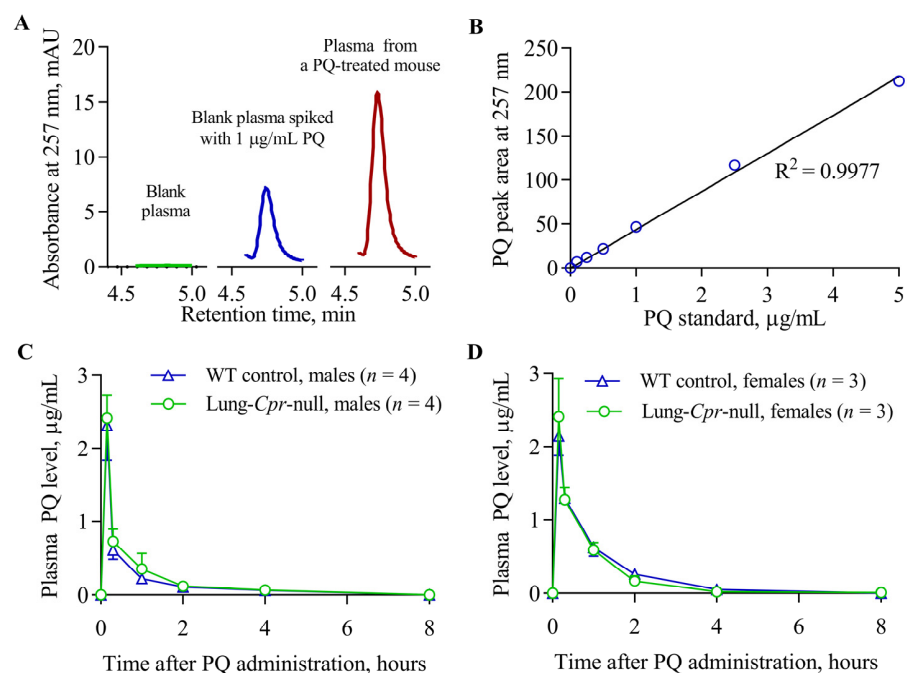 A
Absorbance at 257 nm, mAU
20
15
10
5
0
Blank
plasma
Blank plasma spiked
with 1 μg/mL PQ
Plasma from
a PQ-treated mouse
4.5 5.0 4.5 5.0 4.5 5.0
Retention time, min
B
PQ peak area at 257 nm
250
200
150
100
50
0
R² = 0.9977
0 1 2 3 4 5
PQ standard, μg/mL
C
Plasma PQ level, μg/mL
3
2
1
0
WT control, males (n = 4)
Lung-Cpr-null, males (n = 4)
0 2 4 6 8
Time after PQ administration, hours
D
Plasma PQ level, μg/mL
3
2
1
0
WT control, females (n = 3)
Lung-Cpr-null, females (n = 3)
0 2 4 6 8
Time after PQ administration, hours